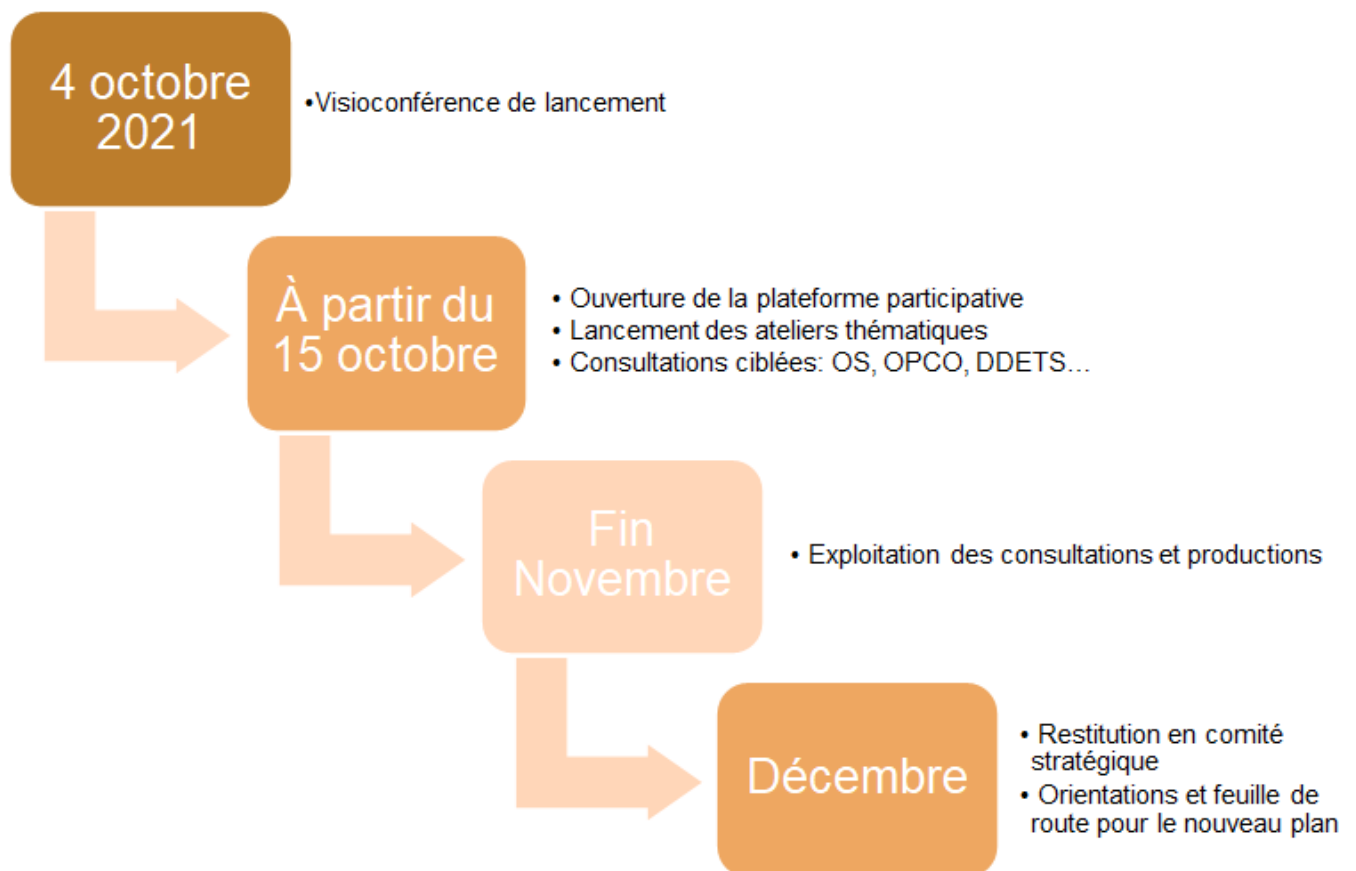 4 octobre
2021
•Visioconférence de lancement
À partir du
15 octobre
• Ouverture de la plateforme participative
• Lancement des ateliers thématiques
• Consultations ciblées: OS, OPCO, DDETS...
Fin
Novembre
• Exploitation des consultations et productions
Décembre
• Restitution en comité
stratégique
• Orientations et feuille de
route pour le nouveau plan